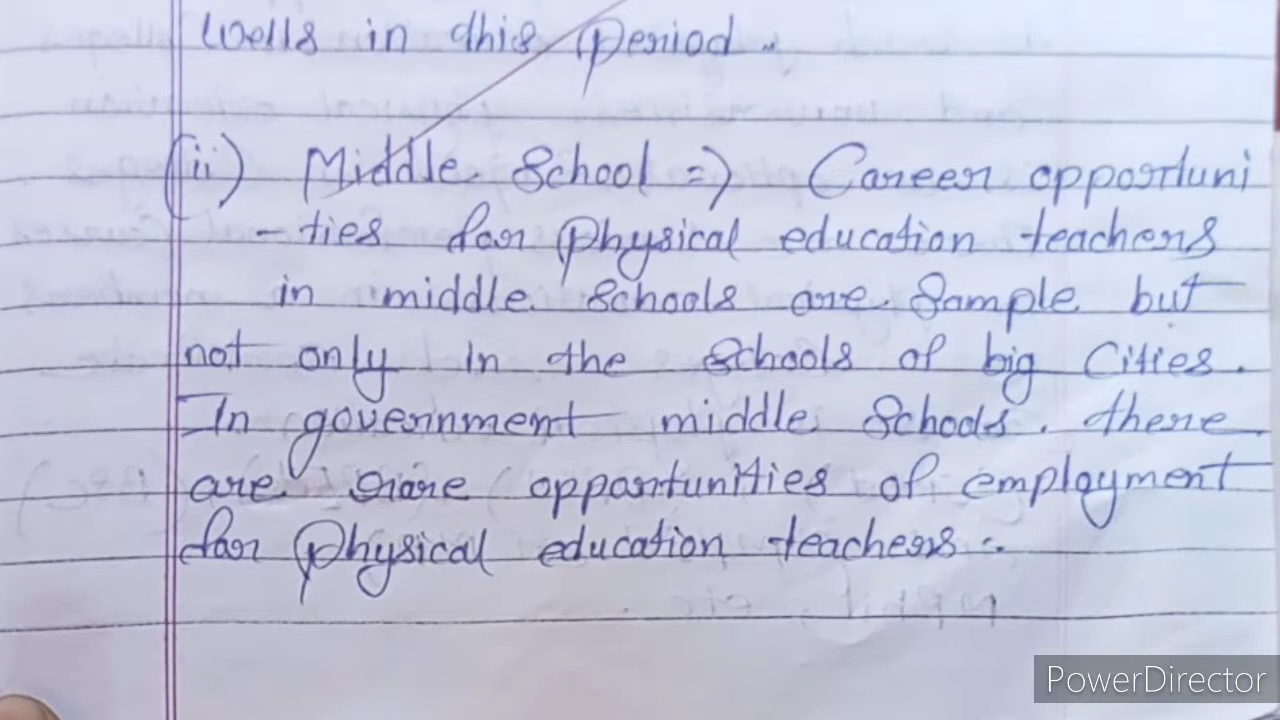 wells in this period.
(ii) Middle School => Career opportuni
-ties for physical education teachers
in middle schools are sample but
not only in the schools of big cities.
In government middle schools. there
are rare opportunities of employment
for physical education teachers.
PowerDirector